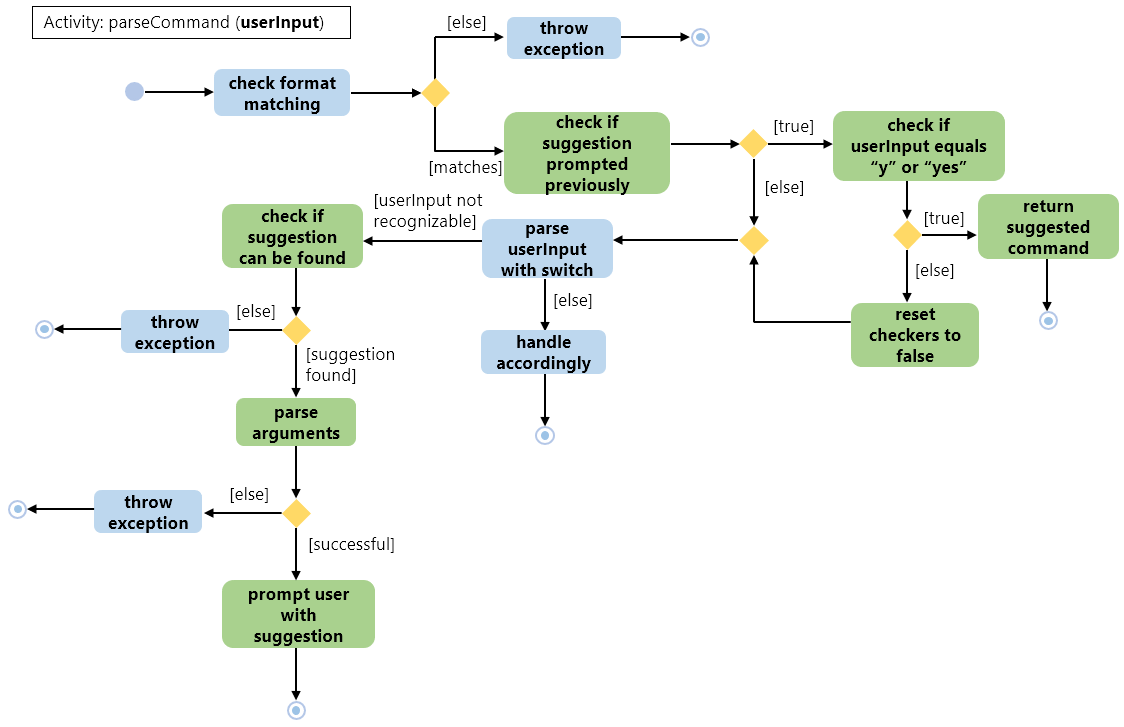 Activity: parseCommand (userInput)
[else]
throw
exception
check format
matching
[matches]
check if
suggestion
prompted
previously
[true]
check if
userInput equals
“y” or “yes”
[else]
[true]
return
suggested
command
[else]
reset
checkers to
false
parse
userInput
with switch
[userInput not
recognizable]
[else]
handle
accordingly
check if
suggestion
can be found
[else]
throw
exception
[suggestion
found]
parse
arguments
[else]
throw
exception
[successful]
prompt user
with
suggestion